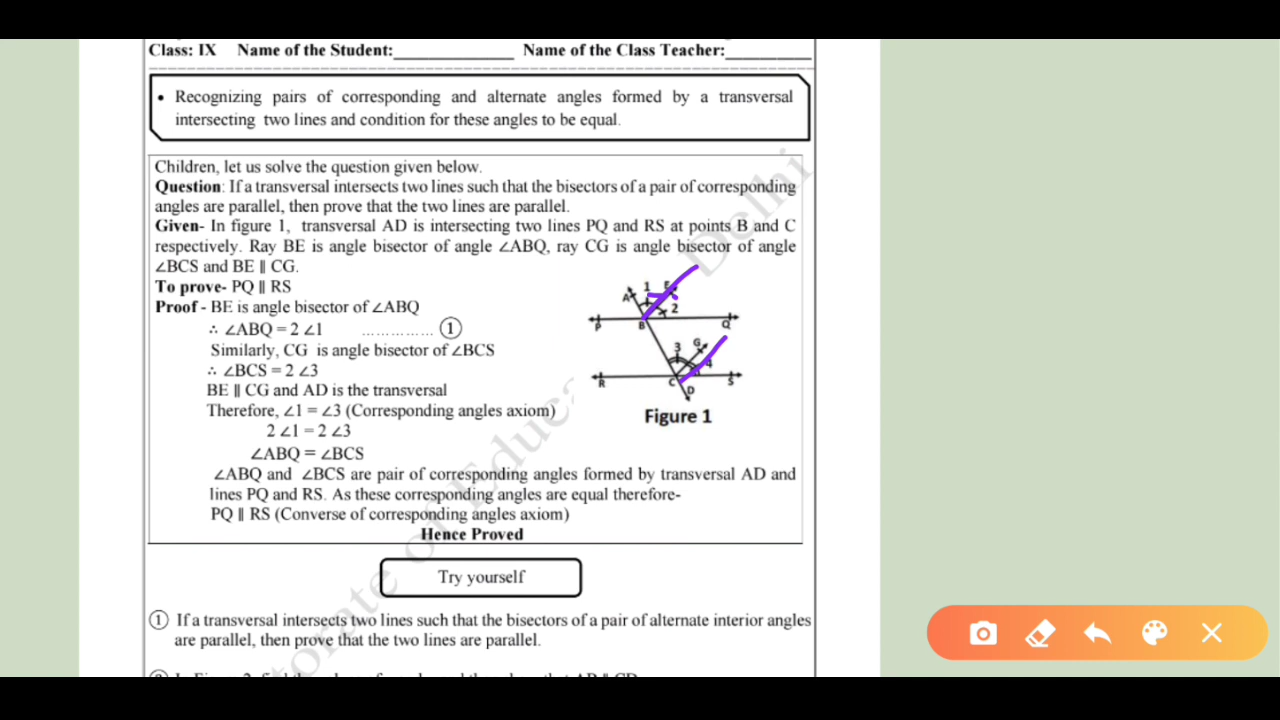 Class: IX Name of the Student:______________ Name of the Class Teacher:__________
• Recognizing pairs of corresponding and alternate angles formed by a transversal
intersecting two lines and condition for these angles to be equal.
Children, let us solve the question given below.
Question: If a transversal intersects two lines such that the bisectors of a pair of corresponding
angles are parallel, then prove that the two lines are parallel.
Given- In figure 1, transversal AD is intersecting two lines PQ and RS at points B and C
respectively. Ray BE is angle bisector of angle ∠ABQ, ray CG is angle bisector of angle
∠BCS and BE ∥ CG.
To prove- PQ ∥ RS
Proof - BE is angle bisector of ∠ABQ
∴ ∠ABQ = 2 ∠1 ............... ①
Similarly, CG is angle bisector of ∠BCS
∴ ∠BCS = 2 ∠3
BE ∥ CG and AD is the transversal
Therefore, ∠1 = ∠3 (Corresponding angles axiom)
2 ∠1 = 2 ∠3
∠ABQ = ∠BCS
∠ABQ and ∠BCS are pair of corresponding angles formed by transversal AD and
lines PQ and RS. As these corresponding angles are equal therefore-
PQ ∥ RS (Converse of corresponding angles axiom)
Hence Proved
A 1 E
2
P B Q
3 G
4
R C S
D
Figure 1
Try yourself
① If a transversal intersects two lines such that the bisectors of a pair of alternate interior angles
are parallel, then prove that the two lines are parallel.
Delhi